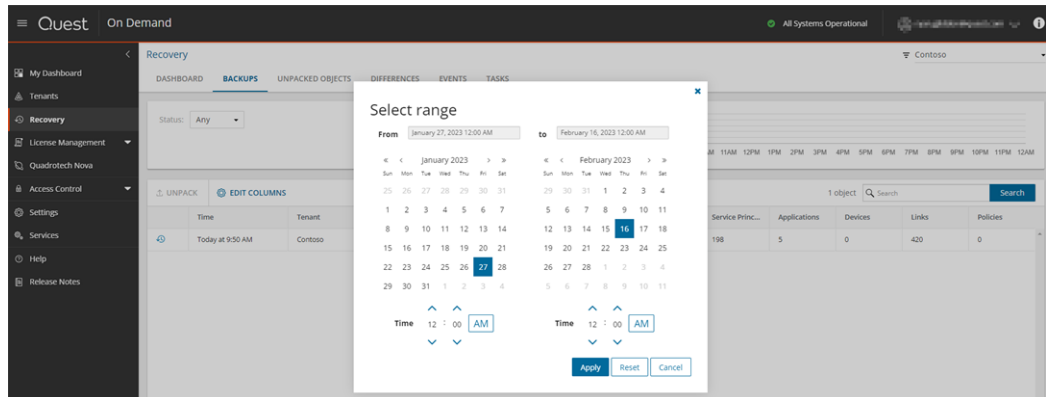 Quest On Demand All Systems Operational
My Dashboard
Tenants
Recovery
License Management
Quadrotech Nova
Access Control
Settings
Services
Help
Release Notes
Recovery Contoso
DASHBOARD BACKUPS UNPACKED OBJECTS DIFFERENCES EVENTS TASKS
Status: Any
AM 11AM 12PM 1PM 2PM 3PM 4PM 5PM 6PM 7PM 8PM 9PM 10PM 11PM 12AM
UNPACK EDIT COLUMNS 1 object Search Search
Time Tenant Service Princ... Applications Devices Links Policies
Today at 9:50 AM Contoso 198 5 0 420 0
Select range
From January 27, 2023 12:00 AM to February 16, 2023 12:00 AM
« ‹ January 2023 › »
Sun Mon Tue Wed Thu Fri Sat
25 26 27 28 29 30 31
1 2 3 4 5 6 7
8 9 10 11 12 13 14
15 16 17 18 19 20 21
22 23 24 25 26 27 28
29 30 31 1 2 3 4
Time 12 : 00 AM
« ‹ February 2023 › »
Sun Mon Tue Wed Thu Fri Sat
29 30 31 1 2 3 4
5 6 7 8 9 10 11
12 13 14 15 16 17 18
19 20 21 22 23 24 25
26 27 28 1 2 3 4
5 6 7 8 9 10 11
Time 12 : 00 AM
Apply Reset Cancel